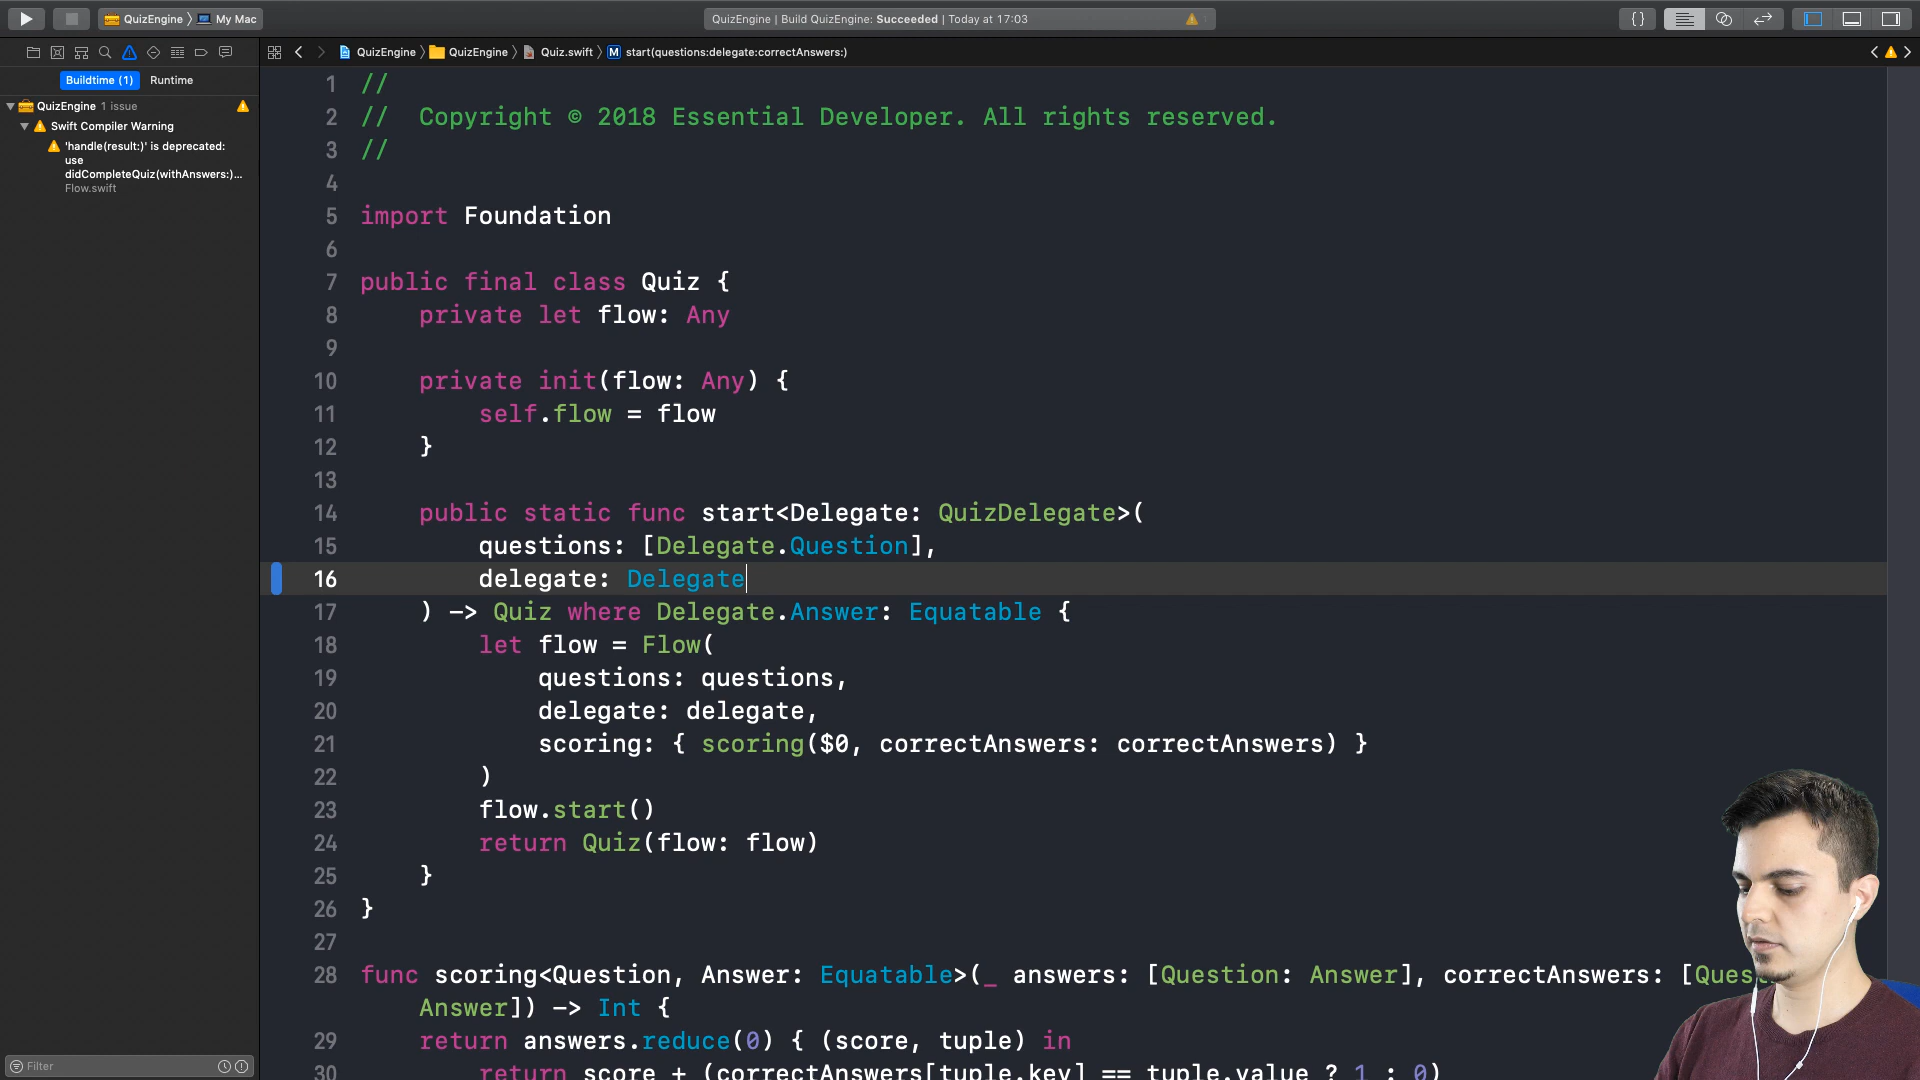 QuizEngine
My Mac
QuizEngine | Build QuizEngine: Succeeded | Today at 17:03
QuizEngine
QuizEngine
Quiz.swift
M
start(questions:delegate:correctAnswers:)
Buildtime (1)
Runtime
QuizEngine 1 issue
Swift Compiler Warning
'handle(result:)' is deprecated:
use
didCompleteQuiz(withAnswers:)...
Flow.swift
1 //
2 //  Copyright © 2018 Essential Developer. All rights reserved.
3 //
4
5 import Foundation
6
7 public final class Quiz {
8     private let flow: Any
9
10     private init(flow: Any) {
11         self.flow = flow
12     }
13
14     public static func start<Delegate: QuizDelegate>(
15         questions: [Delegate.Question],
16         delegate: Delegate
17     ) -> Quiz where Delegate.Answer: Equatable {
18         let flow = Flow(
19             questions: questions,
20             delegate: delegate,
21             scoring: { scoring($0, correctAnswers: correctAnswers) }
22         )
23         flow.start()
24         return Quiz(flow: flow)
25     }
26 }
27
28 func scoring<Question, Answer: Equatable>(_ answers: [Question: Answer], correctAnswers: [Ques
Answer]) -> Int {
29     return answers.reduce(0) { (score, tuple) in
30         return score + (correctAnswers[tuple.key] == tuple.value ? 1 : 0)
Filter